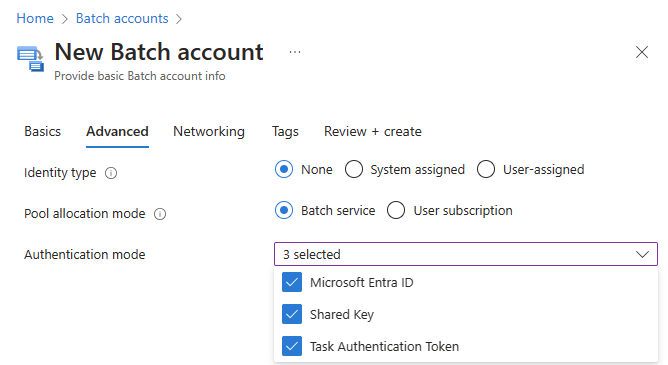 Home > Batch accounts >
New Batch account ...
Provide basic Batch account info
Basics Advanced Networking Tags Review + create
Identity type None System assigned User-assigned
Pool allocation mode Batch service User subscription
Authentication mode 3 selected
Microsoft Entra ID
Shared Key
Task Authentication Token